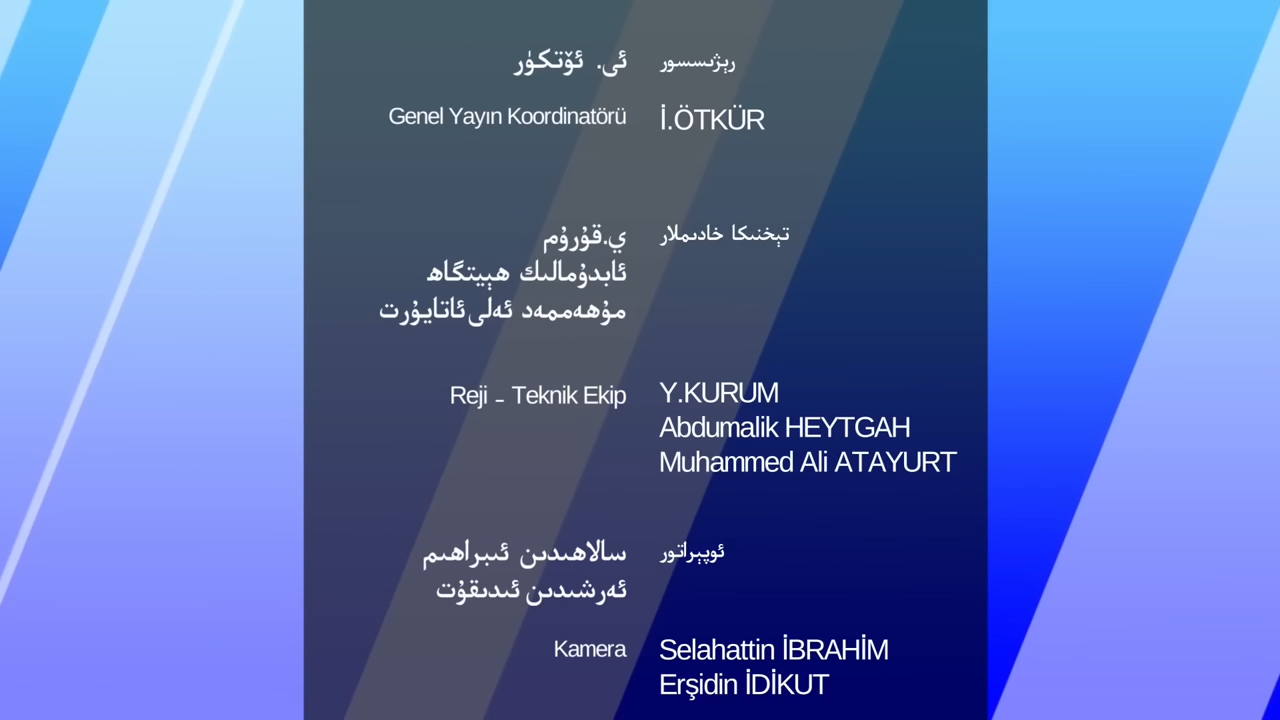 رېژىسسور ئى. ئۆتكۈر
Genel Yayın Koordinatörü İ.ÖTKÜR
تېخنىكا خادىملار ي.قۇرۇم
ئابدۇمالىك ھېيتگاھ
مۇھەممەد ئەلى ئاتايۇرت
Reji - Teknik Ekip Y.KURUM
Abdumalik HEYTGAH
Muhammed Ali ATAYURT
ئوپېراتور سالاھىدىن ئىبراھىم
ئەرشىدىن ئىدىقۇت
Kamera Selahattin İBRAHİM
Erşidin İDİKUT